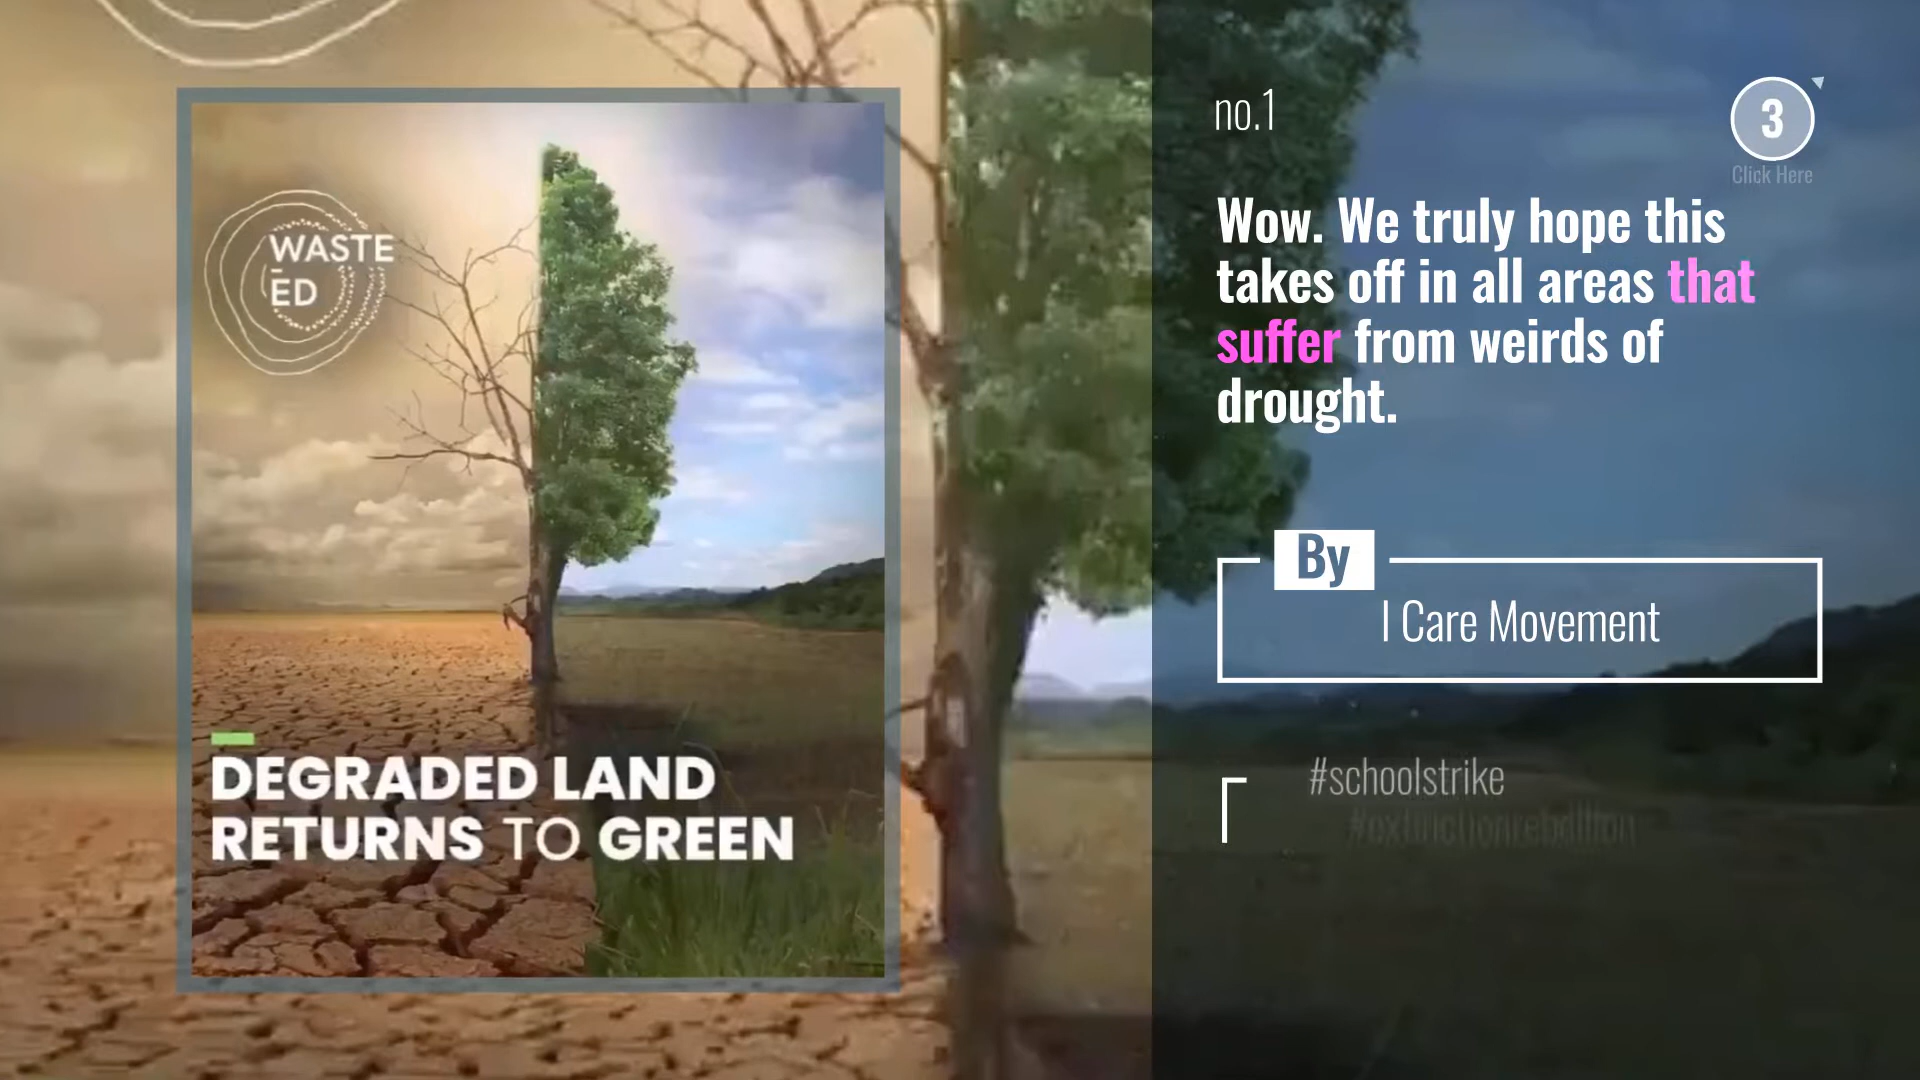 WASTE
-ED
DEGRADED LAND
RETURNS TO GREEN
no.1
3
Click Here
Wow. We truly hope this
takes off in all areas that
suffer from weirds of
drought.
By
I Care Movement
#schoolstrike
#extinctionrebellion